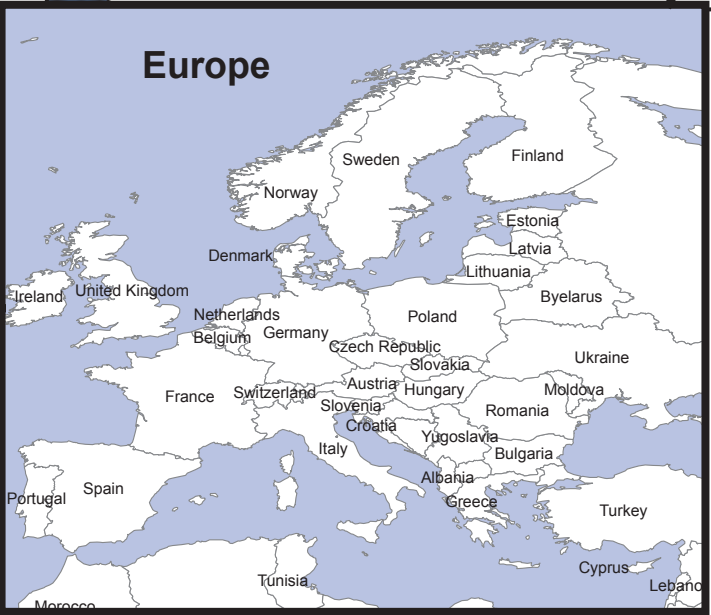 Europe
Sweden
Finland
Norway
Estonia
Denmark
Latvia
Lithuania
Ireland
United Kingdom
Byelarus
Netherlands
Poland
Belgium
Germany
Czech Republic
Ukraine
Slovakia
Austria
Hungary
Moldova
France
Switzerland
Slovenia
Romania
Croatia
Yugoslavia
Italy
Bulgaria
Albania
Portugal
Spain
Greece
Turkey
Cyprus
Tunisia
Lebano
Morocco